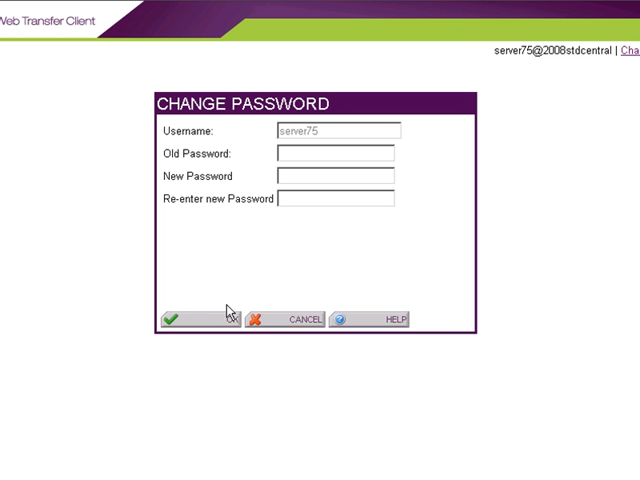 Web Transfer Client
server75@2008stdcentral | Cha
CHANGE PASSWORD
Username: server75
Old Password:
New Password
Re-enter new Password
OK CANCEL HELP